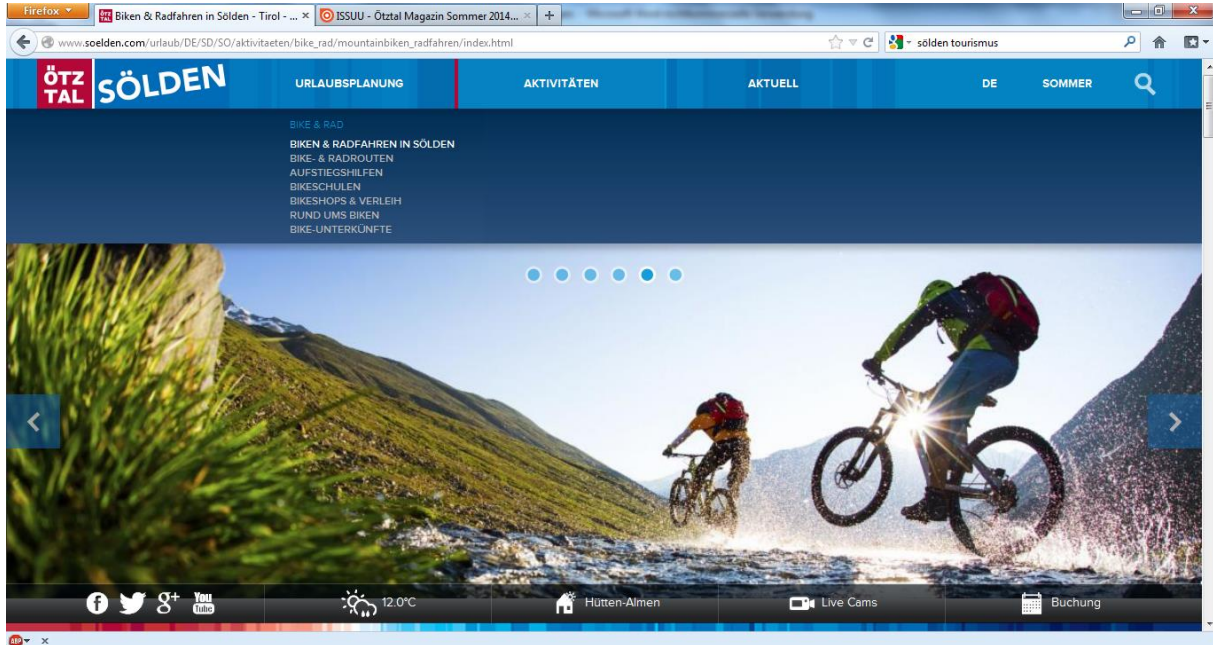 Firefox
Biken & Radfahren in Sölden - Tirol - ... ×
ISSUU - Ötztal Magazin Sommer 2014... ×
www.soelden.com/urlaub/DE/SD/SO/aktivitaeten/bike_rad/mountainbiken_radfahren/index.html
sölden tourismus
ÖTZ
TAL
SÖLDEN
URLAUBSPLANUNG
AKTIVITÄTEN
AKTUELL
DE
SOMMER
BIKE & RAD
BIKEN & RADFAHREN IN SÖLDEN
BIKE- & RADROUTEN
AUFSTIEGSHILFEN
BIKESCHULEN
BIKESHOPS & VERLEIH
RUND UMS BIKEN
BIKE-UNTERKÜNFTE
You
Tube
12.0°C
Hütten-Almen
Live Cams
Buchung
ABP